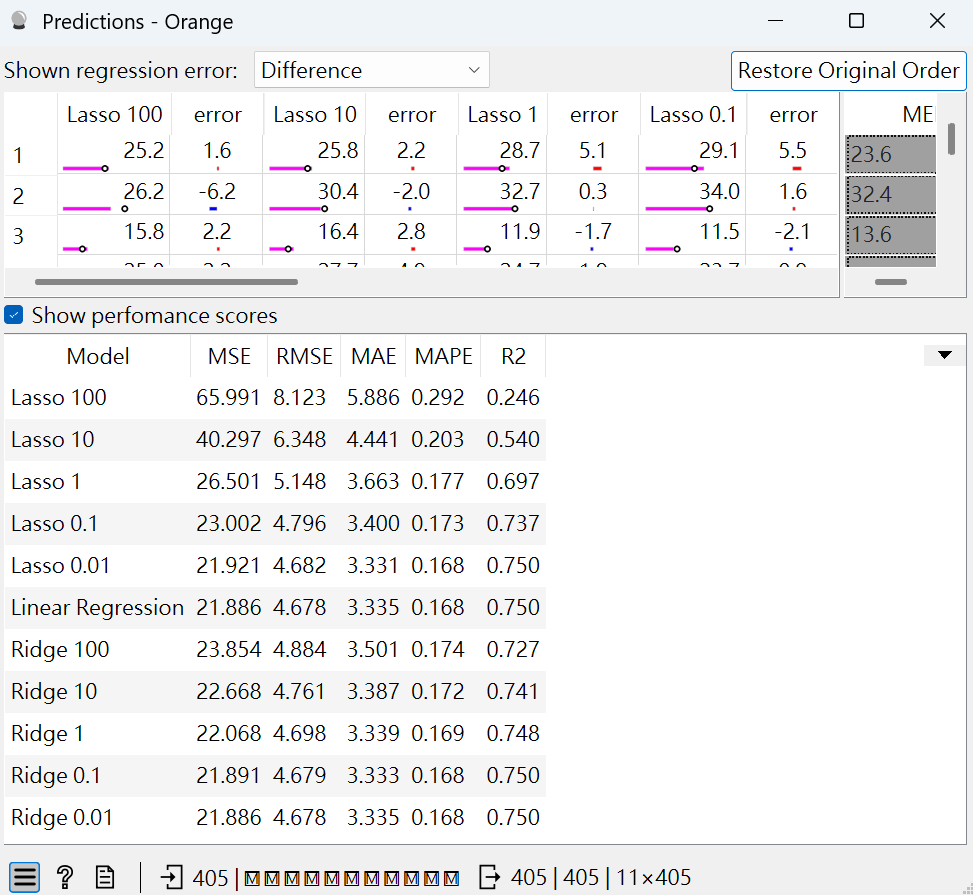 Predictions - Orange
Shown regression error: Difference Restore Original Order
Lasso 100 error Lasso 10 error Lasso 1 error Lasso 0.1 error ME
1 25.2 1.6 25.8 2.2 28.7 5.1 29.1 5.5 23.6
2 26.2 -6.2 30.4 -2.0 32.7 0.3 34.0 1.6 32.4
3 15.8 2.2 16.4 2.8 11.9 -1.7 11.5 -2.1 13.6
Show perfomance scores
Model MSE RMSE MAE MAPE R2
Lasso 100 65.991 8.123 5.886 0.292 0.246
Lasso 10 40.297 6.348 4.441 0.203 0.540
Lasso 1 26.501 5.148 3.663 0.177 0.697
Lasso 0.1 23.002 4.796 3.400 0.173 0.737
Lasso 0.01 21.921 4.682 3.331 0.168 0.750
Linear Regression 21.886 4.678 3.335 0.168 0.750
Ridge 100 23.854 4.884 3.501 0.174 0.727
Ridge 10 22.668 4.761 3.387 0.172 0.741
Ridge 1 22.068 4.698 3.339 0.169 0.748
Ridge 0.1 21.891 4.679 3.333 0.168 0.750
Ridge 0.01 21.886 4.678 3.335 0.168 0.750
? 405 | M M M M M M M M M M M 405 | 405 | 11×405